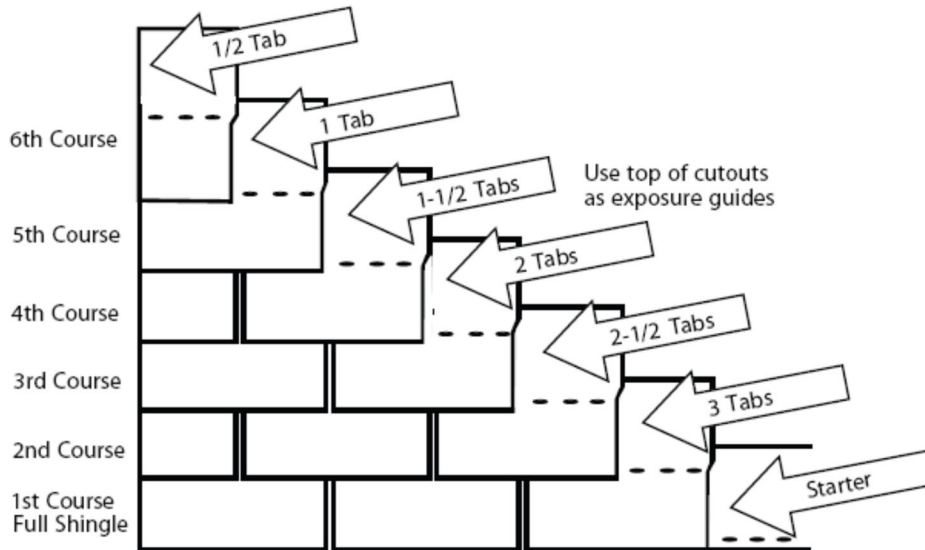 1/2 Tab
1 Tab
6th Course
1-1/2 Tabs
Use top of cutouts
as exposure guides
5th Course
2 Tabs
4th Course
2-1/2 Tabs
3rd Course
3 Tabs
2nd Course
Starter
1st Course
Full Shingle